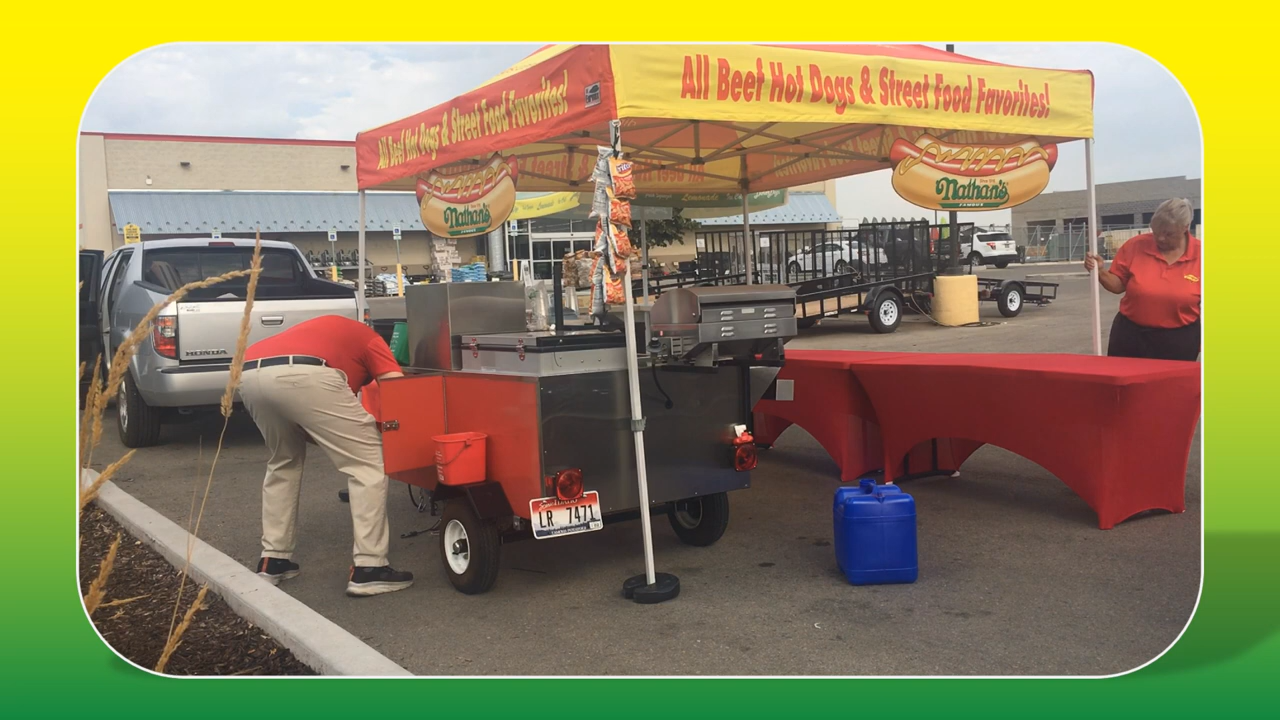 All Beef Hot Dogs & Street Food Favorites!
All Beef Hot Dogs & Street Food Favorites!
Nathan's
FAMOUS
Nathan's
HONDA
LR 7471